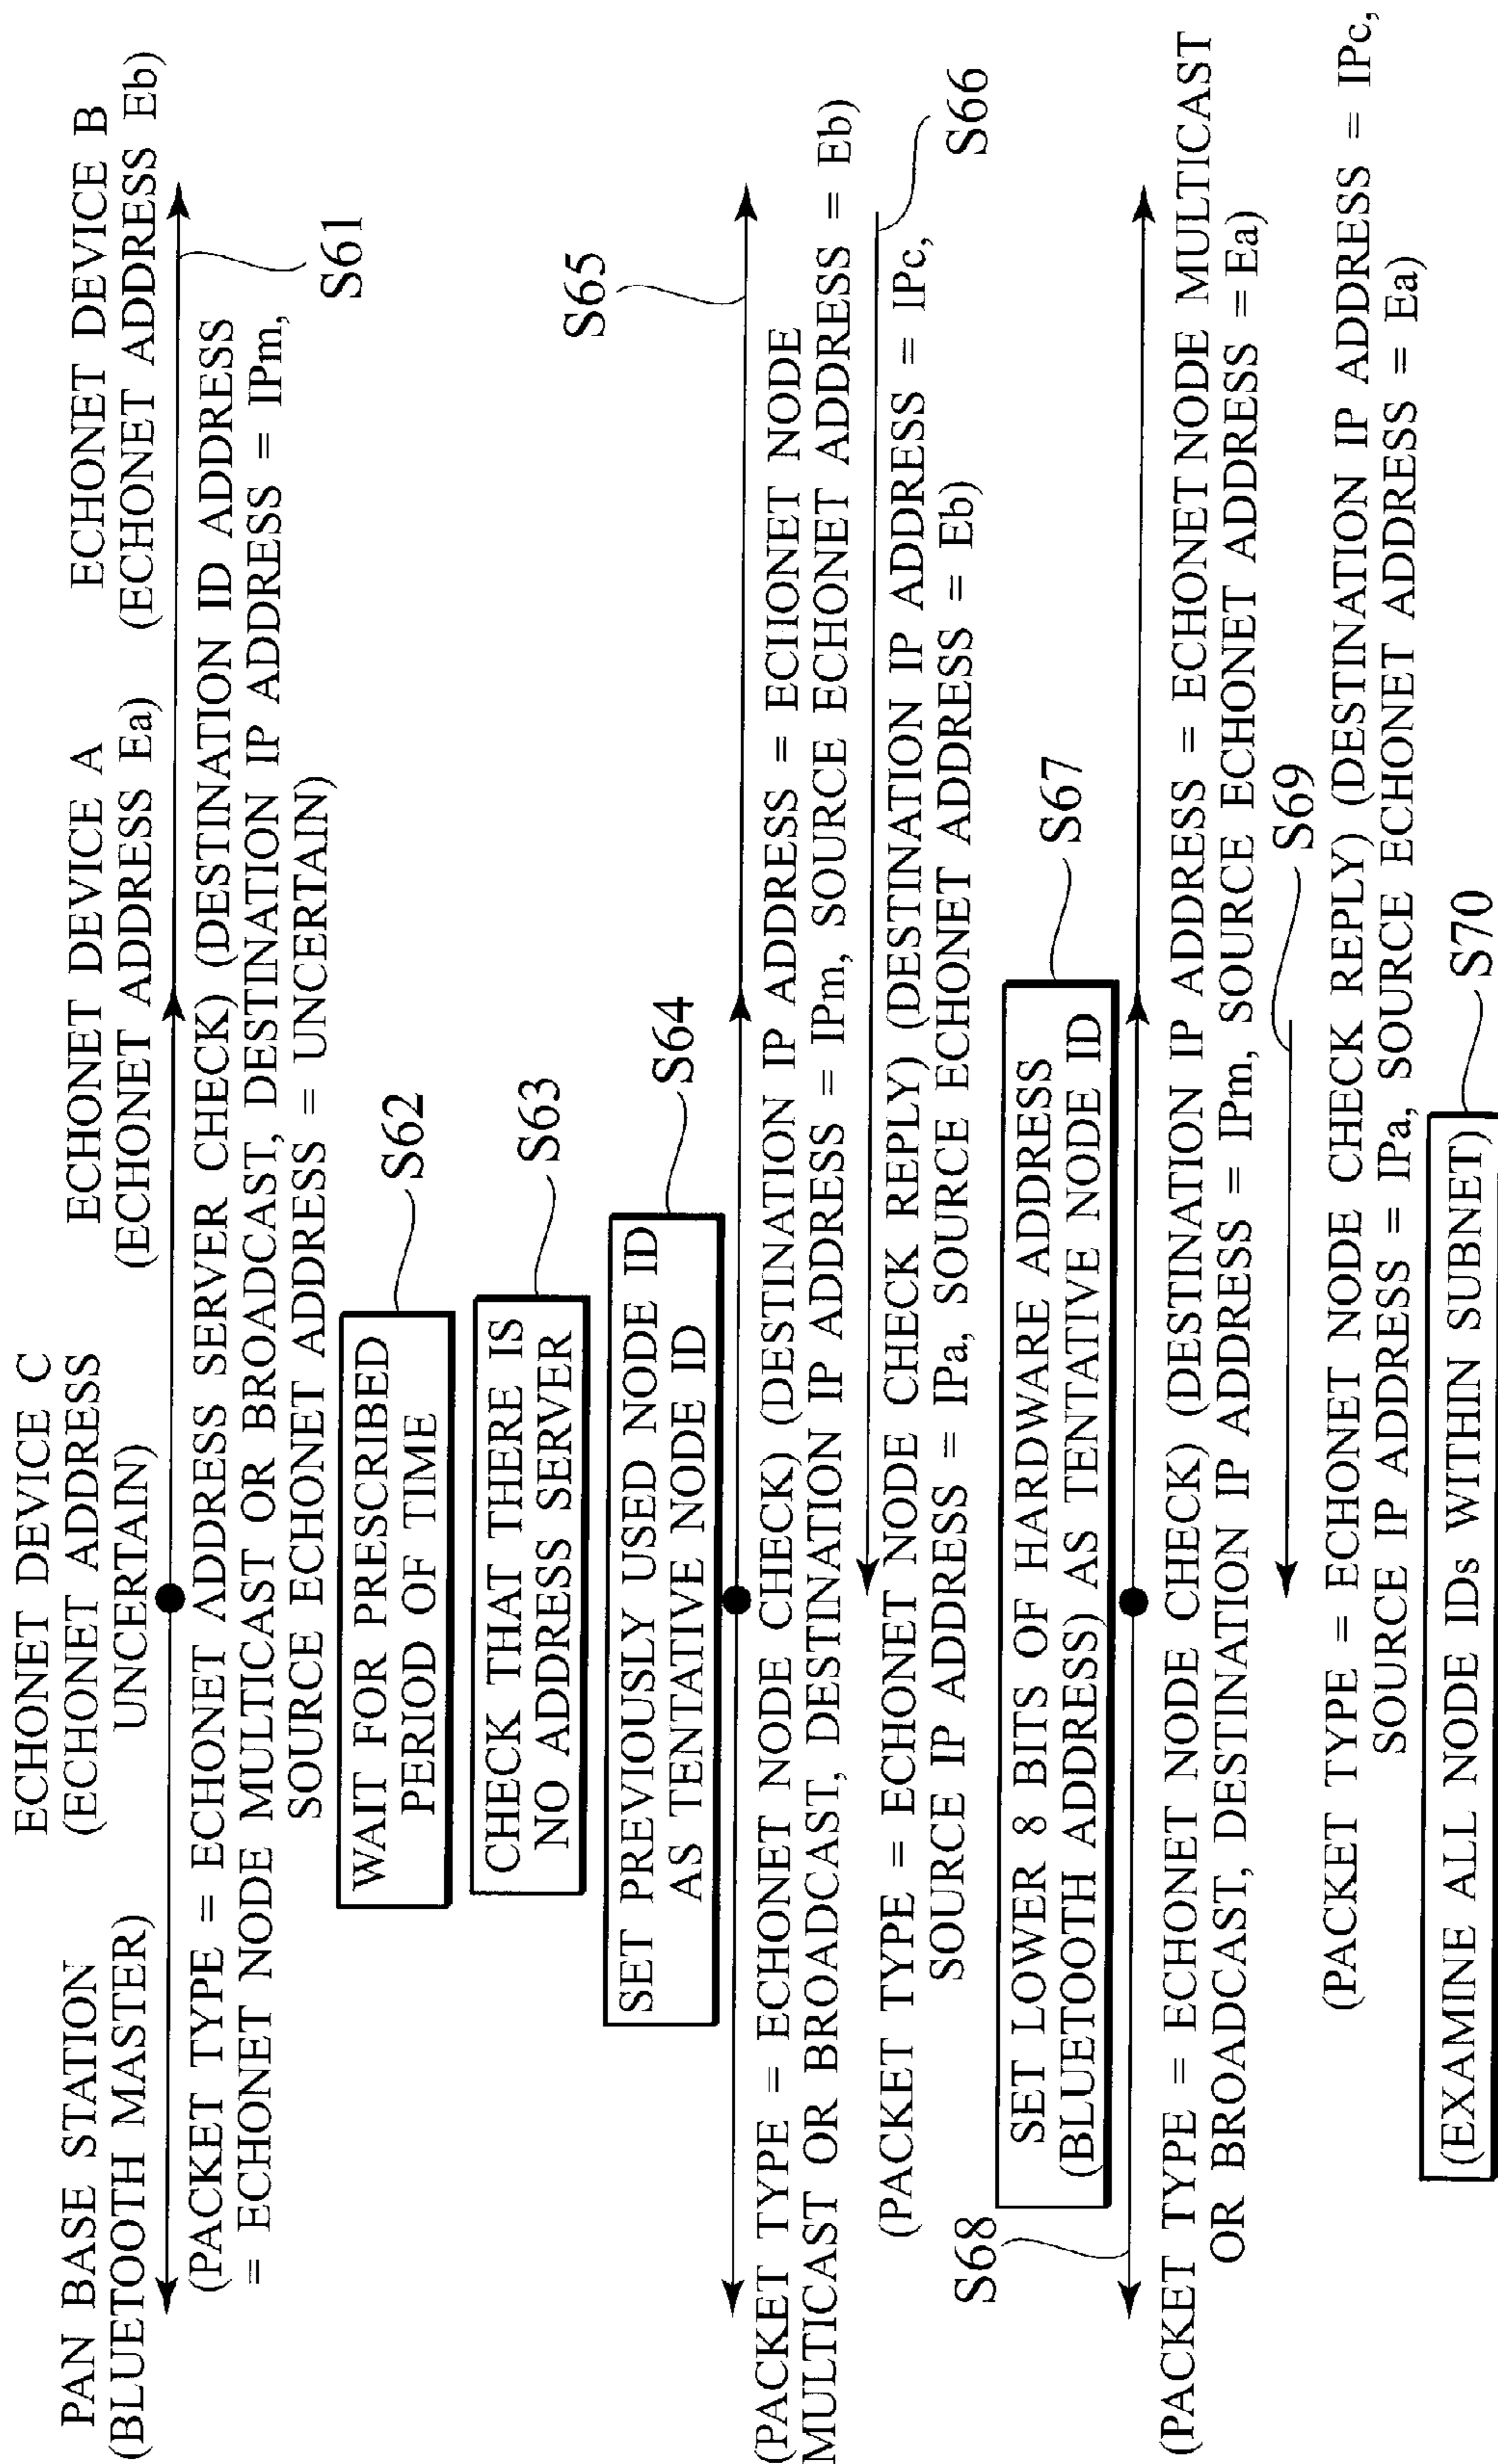 PAN BASE STATION
(BLUETOOTH MASTER)
ECHONET DEVICE C
(ECHONET ADDRESS
UNCERTAIN)
ECHONET DEVICE A
(ECHONET ADDRESS Ea)
ECHONET DEVICE B
(ECHONET ADDRESS Eb)
S61
(PACKET TYPE = ECHONET ADDRESS SERVER CHECK) (DESTINATION ID ADDRESS
= ECHONET NODE MULTICAST OR BROADCAST, DESTINATION IP ADDRESS = IPm,
SOURCE ECHONET ADDRESS = UNCERTAIN)
WAIT FOR PRESCRIBED
PERIOD OF TIME
S62
CHECK THAT THERE IS
NO ADDRESS SERVER
S63
SET PREVIOUSLY USED NODE ID
AS TENTATIVE NODE ID
S64
S65
(PACKET TYPE = ECHONET NODE CHECK) (DESTINATION IP ADDRESS = ECHONET NODE
MULTICAST OR BROADCAST, DESTINATION IP ADDRESS = IPm, SOURCE ECHONET ADDRESS = Eb)
S66
(PACKET TYPE = ECHONET NODE CHECK REPLY) (DESTINATION IP ADDRESS = IPc,
SOURCE IP ADDRESS = IPa, SOURCE ECHONET ADDRESS = Eb)
SET LOWER 8 BITS OF HARDWARE ADDRESS
(BLUETOOTH ADDRESS) AS TENTATIVE NODE ID
S67
S68
(PACKET TYPE = ECHONET NODE CHECK) (DESTINATION IP ADDRESS = ECHONET NODE MULTICAST
OR BROADCAST, DESTINATION IP ADDRESS = IPm, SOURCE ECHONET ADDRESS = Ea)
S69
(PACKET TYPE = ECHONET NODE CHECK REPLY) (DESTINATION IP ADDRESS = IPc,
SOURCE IP ADDRESS = IPa, SOURCE ECHONET ADDRESS = Ea)
(EXAMINE ALL NODE IDs WITHIN SUBNET)
S70